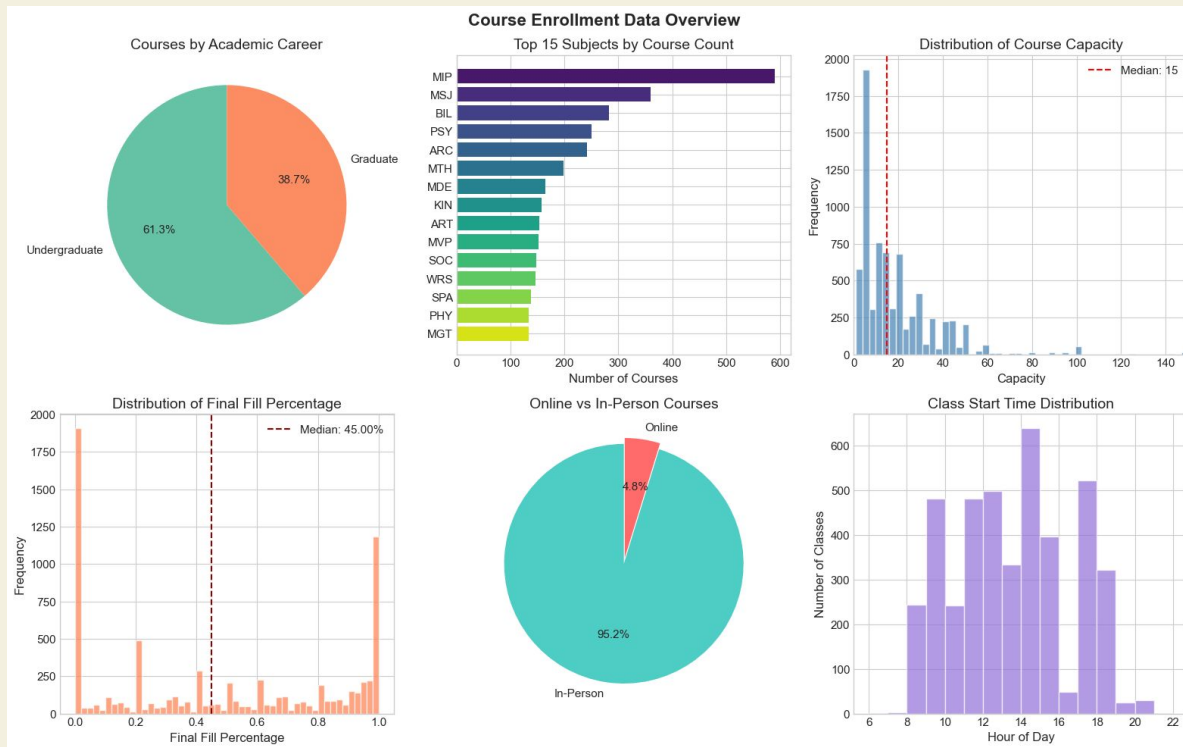 Course Enrollment Data Overview
Courses by Academic Career
Graduate
38.7%
61.3%
Undergraduate
Top 15 Subjects by Course Count
MIP
MSJ
BIL
PSY
ARC
MTH
MDE
KIN
ART
MVP
SOC
WRS
SPA
PHY
MGT
0 100 200 300 400 500 600
Number of Courses
Distribution of Course Capacity
Median: 15
2000
1750
1500
1250
1000
750
500
250
0
Frequency
0 20 40 60 80 100 120 140
Capacity
Distribution of Final Fill Percentage
Median: 45.00%
2000
1750
1500
1250
1000
750
500
250
0
Frequency
0.0 0.2 0.4 0.6 0.8 1.0
Final Fill Percentage
Online vs In-Person Courses
Online
4.8%
95.2%
In-Person
Class Start Time Distribution
600
500
400
300
200
100
0
Number of Classes
6 8 10 12 14 16 18 20 22
Hour of Day